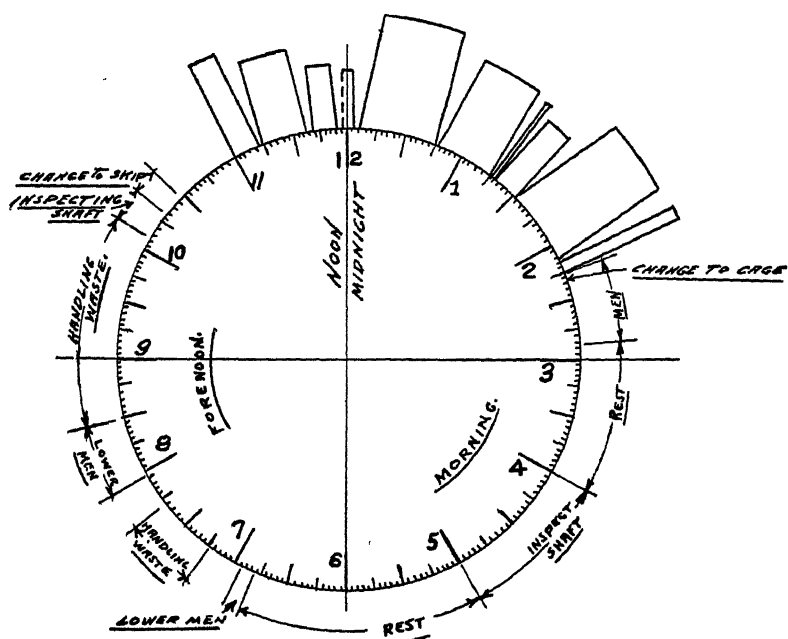 CHANGE TO SKIP
INSPECTING
SHAFT
HANDLING
WASTE.
LOWER
MEN
HANDLING
WASTE
LOWER MEN
REST
INSPECT
SHAFT
REST
MEN
CHANGE TO CAGE
12
1
2
3
4
5
6
7
8
9
10
11
NOON
MIDNIGHT
FORENOON.
MORNING.